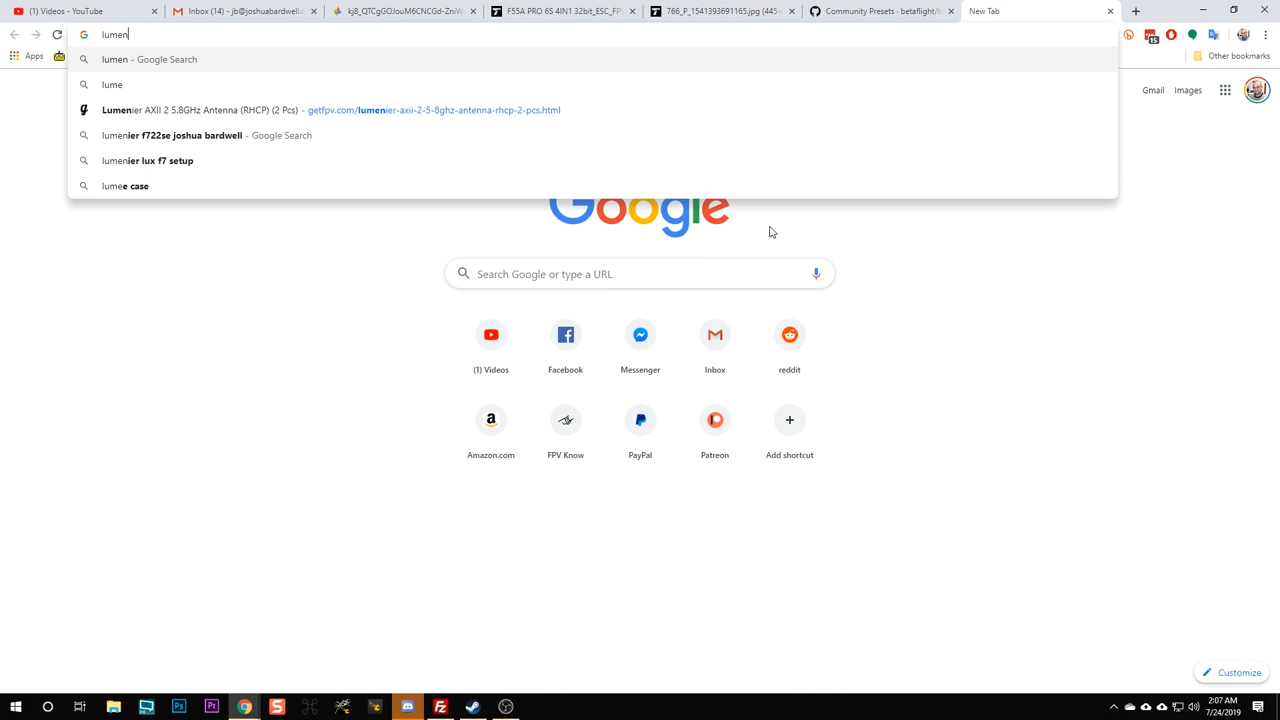 (1) Videos - YouTube
Inbox (14) - jb@joshuabardwell.c
kj8_QTCgGOJouM6CNCGd-ZniW
F55A PRO 6S 4IN1 32bit_ESC_FP
766_P_1541393691165.jpg (445x
Community Presets · betaflight/b
New Tab
lumen
15
lumen - Google Search
Apps
Other bookmarks
lume
Gmail Images
Lumenier AXII 2 5.8GHz Antenna (RHCP) (2 Pcs) - getfpv.com/lumenier-axii-2-5-8ghz-antenna-rhcp-2-pcs.html
lumenier f722se joshua bardwell - Google Search
lumenier lux f7 setup
lumee case
Google
Search Google or type a URL
(1) Videos Facebook Messenger Inbox reddit
Amazon.com FPV Know PayPal Patreon Add shortcut
Customize
2:07 AM
7/24/2019